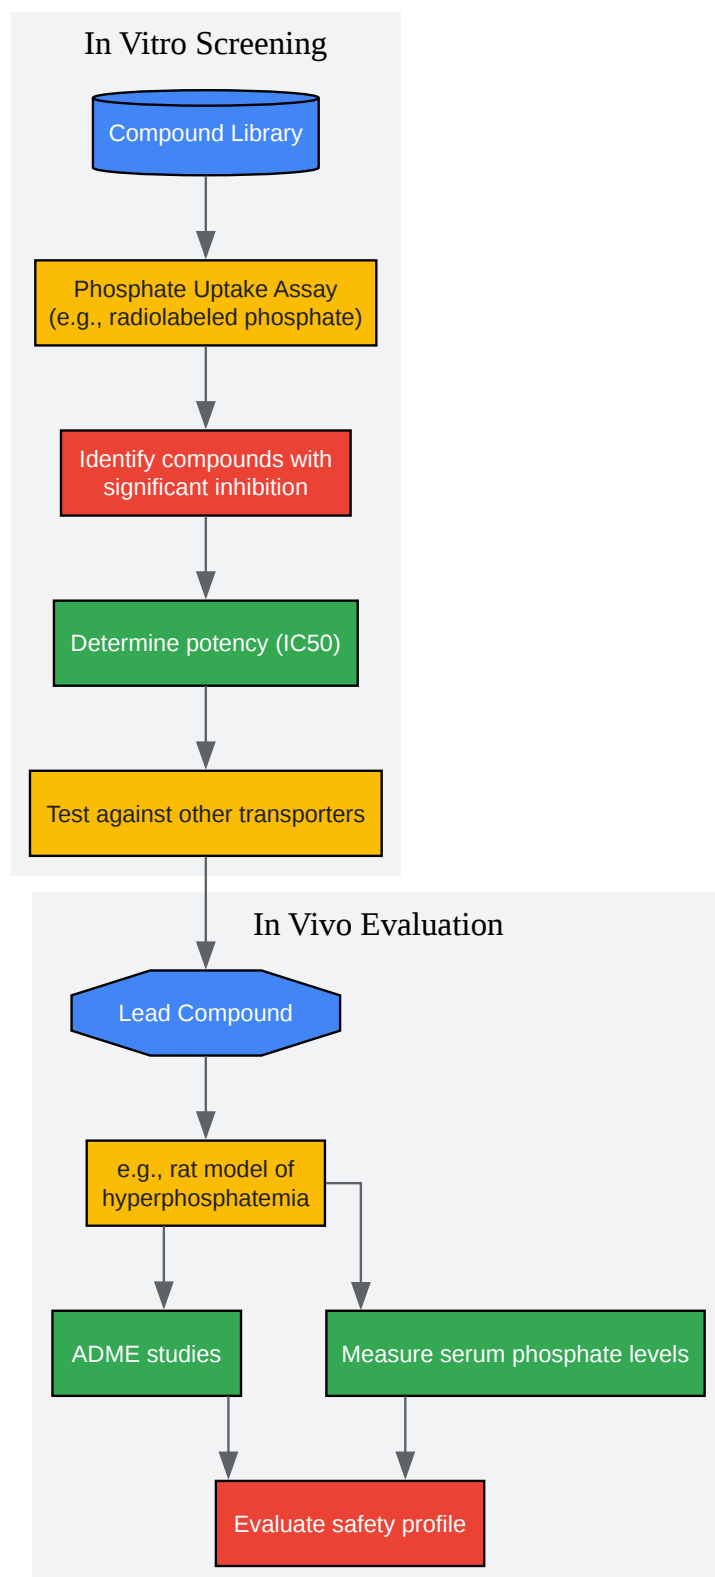 In Vitro Screening
Compound Library
Phosphate Uptake Assay
(e.g., radiolabeled phosphate)
Identify compounds with
significant inhibition
Determine potency (IC50)
Test against other transporters
In Vivo Evaluation
Lead Compound
e.g., rat model of
hyperphosphatemia
ADME studies
Measure serum phosphate levels
Evaluate safety profile